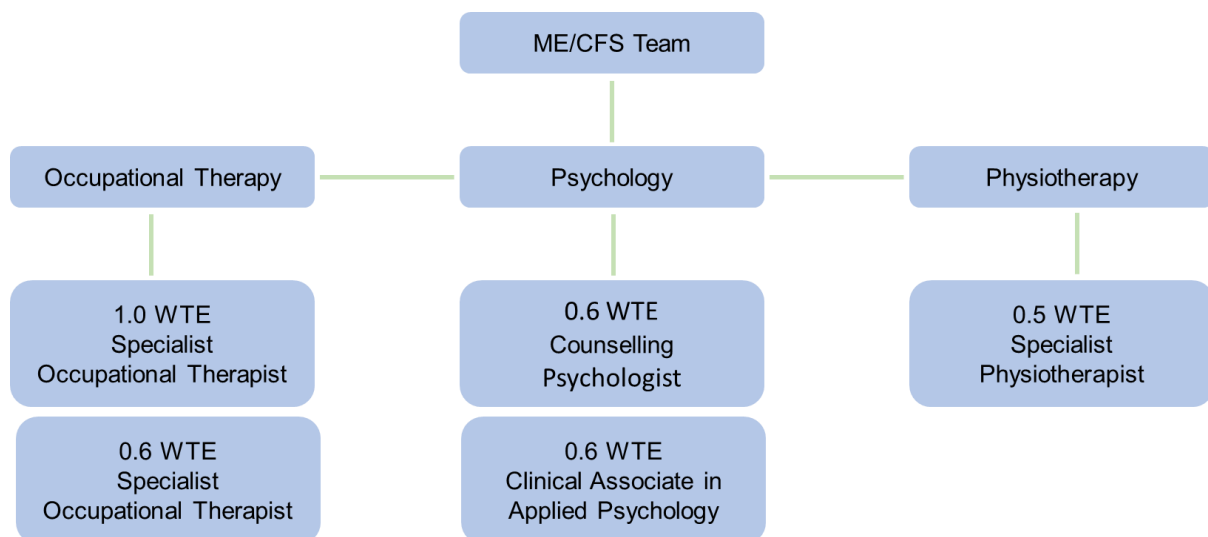 ME/CFS Team
Occupational Therapy
Psychology
Physiotherapy
1.0 WTE
Specialist
Occupational Therapist
0.6 WTE
Counselling
Psychologist
0.5 WTE
Specialist
Physiotherapist
0.6 WTE
Specialist
Occupational Therapist
0.6 WTE
Clinical Associate in
Applied Psychology